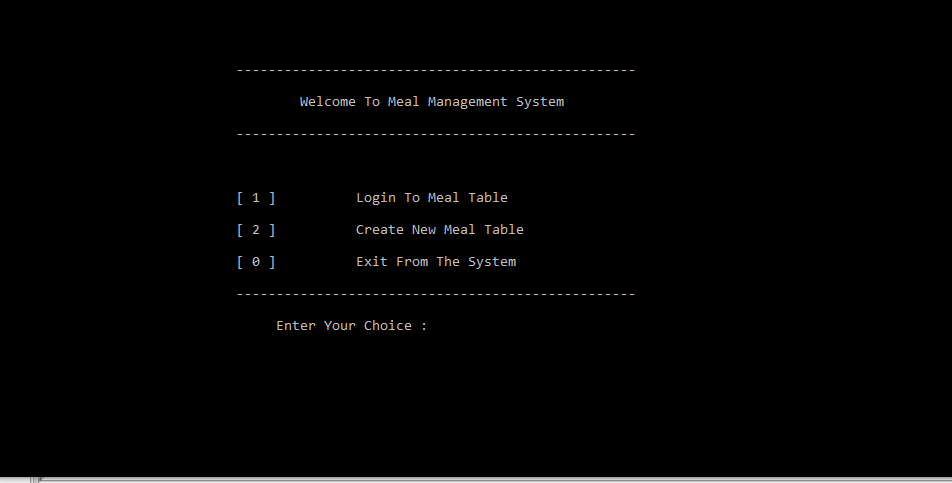 --------------------------------------------------
Welcome To Meal Management System
--------------------------------------------------
[ 1 ] Login To Meal Table
[ 2 ] Create New Meal Table
[ 0 ] Exit From The System
--------------------------------------------------
Enter Your Choice :